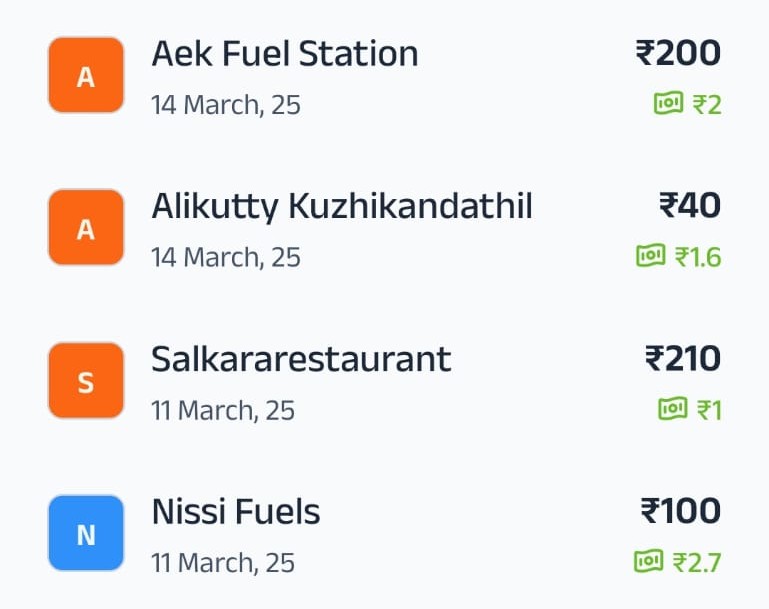 A
Aek Fuel Station
₹200
14 March, 25
₹2
A
Alikutty Kuzhikandathil
₹40
14 March, 25
₹1.6
S
Salkararestaurant
₹210
11 March, 25
₹1
N
Nissi Fuels
₹100
11 March, 25
₹2.7